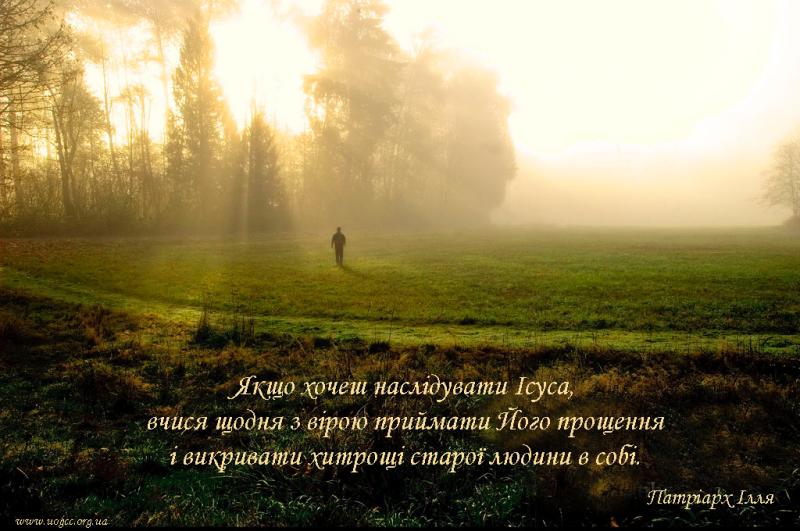 Якщо хочеш наслідувати Ісуса,
вчися щодня з вірою приймати Його прощення
і викривати хитрощі старої людини в собі.
Патріарх Ілля
www.uogcc.org.ua